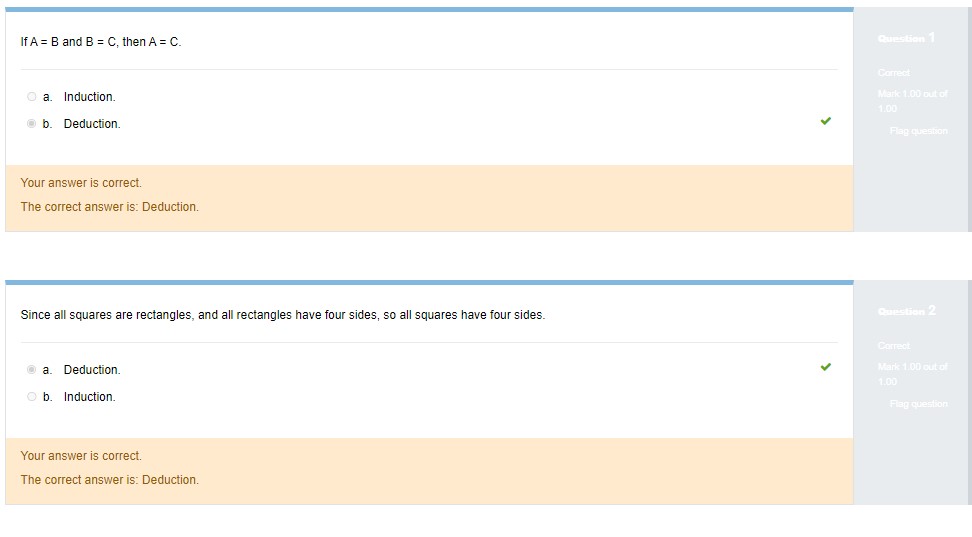 If A = B and B = C, then A = C.
a. Induction.
b. Deduction.
Your answer is correct.
The correct answer is: Deduction.
Question 1
Correct
Mark 1.00 out of
1.00
Flag question
Since all squares are rectangles, and all rectangles have four sides, so all squares have four sides.
a. Deduction.
b. Induction.
Your answer is correct.
The correct answer is: Deduction.
Question 2
Correct
Mark 1.00 out of
1.00
Flag question